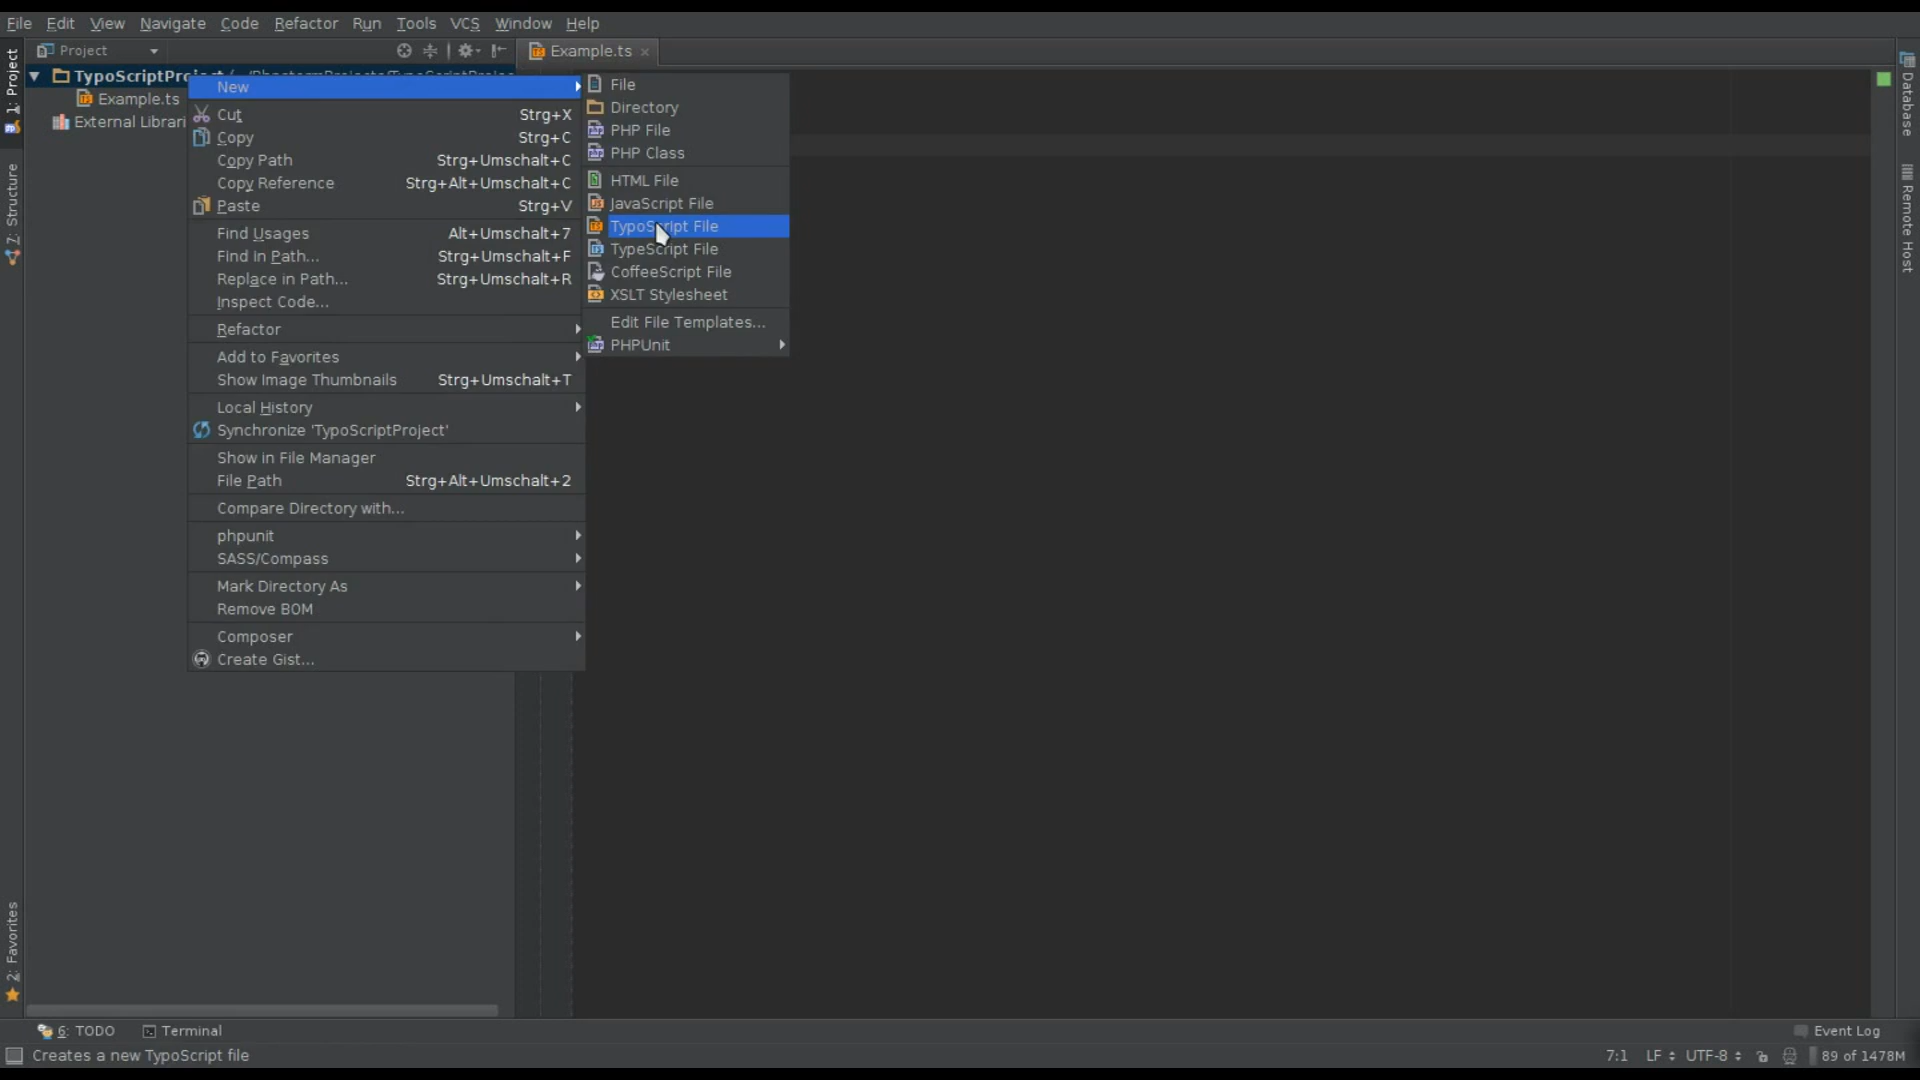 File Edit View Navigate Code Refactor Run Tools VCS Window Help
Project
Example.ts
1: Project
7: Structure
2: Favorites
TypoScriptPro
Example.ts
External Librari
New
Cut Strg+X
Copy Strg+C
Copy Path Strg+Umschalt+C
Copy Reference Strg+Alt+Umschalt+C
Paste Strg+V
Find Usages Alt+Umschalt+7
Find in Path... Strg+Umschalt+F
Replace in Path... Strg+Umschalt+R
Inspect Code...
Refactor
Add to Favorites
Show Image Thumbnails Strg+Umschalt+T
Local History
Synchronize 'TypoScriptProject'
Show in File Manager
File Path Strg+Alt+Umschalt+2
Compare Directory with...
phpunit
SASS/Compass
Mark Directory As
Remove BOM
Composer
Create Gist...
File
Directory
PHP File
PHP Class
HTML File
JavaScript File
TypoScript File
TypeScript File
CoffeeScript File
XSLT Stylesheet
Edit File Templates...
PHPUnit
Database
Remote Host
6: TODO Terminal Event Log
Creates a new TypoScript file 7:1 LF UTF-8 89 of 1478M